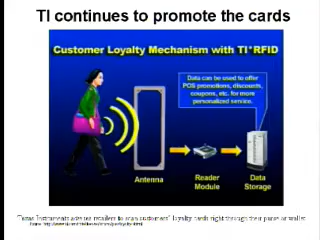 TI continues to promote the cards
Customer Loyalty Mechanism with TI*RFID
Data can be used to offer
POS promotions, discounts,
coupons, etc. for more
personalized service.
Antenna
Reader
Module
Data
Storage
Texas Instruments asks out retailers to scan customers' loyalty cards right through their purse or wallet